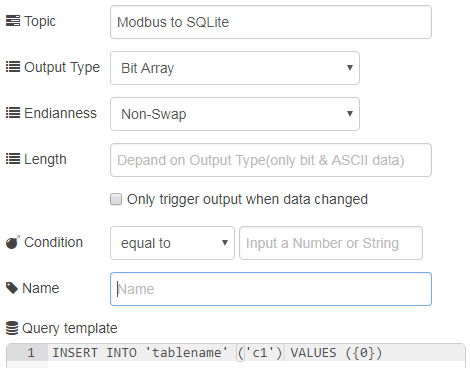 Topic Modbus to SQLite
Output Type Bit Array
Endianness Non-Swap
Length Depand on Output Type(only bit & ASCII data)
Only trigger output when data changed
Condition equal to Input a Number or String
Name Name
Query template
1 INSERT INTO 'tablename' ('c1') VALUES ({0})